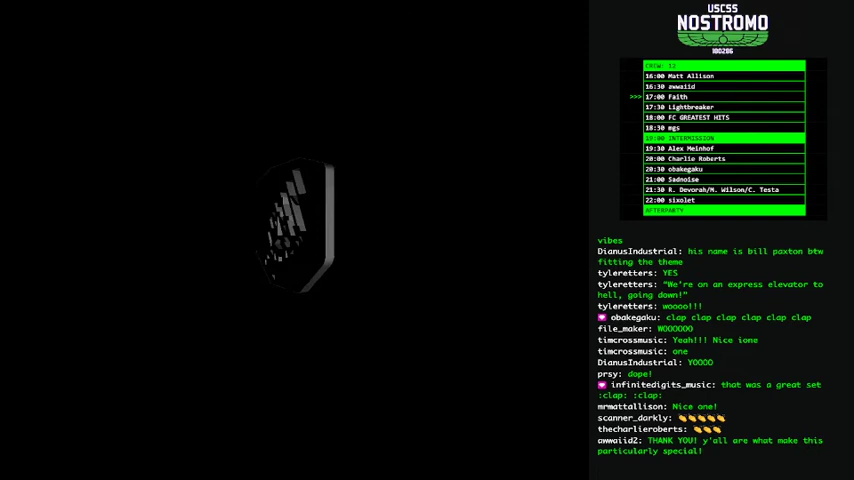 USCSS
NOSTROMO
180286
CREW: 12
16:00 Matt Allison
16:30 awwaiid
>>> 17:00 Faith
17:30 Lightbreaker
18:00 FC GREATEST HITS
18:30 mgs
19:00 INTERMISSION
19:30 Alex Meinhof
20:00 Charlie Roberts
20:30 obakegaku
21:00 Sadnoise
21:30 R. Devorah/M. Wilson/C. Testa
22:00 sixolet
AFTERPARTY
vibes
DianusIndustrial: his name is bill paxton btw
fitting the theme
tyleretters: YES
tyleretters: "We're on an express elevator to
hell, going down!"
tyleretters: woooo!!!
obakegaku: clap clap clap clap clap clap
file_maker: WOOOOOO
timcrossmusic: Yeah!!! Nice ione
timcrossmusic: one
DianusIndustrial: YOOOO
prsy: dope!
infinitedigits_music: that was a great set
:clap: :clap:
mrmattallison: Nice one!
scanner_darkly: 👏👏👏👏👏
thecharlieroberts: 👏👏👏
awwaiid2: THANK YOU! y'all are what make this
particularly special!